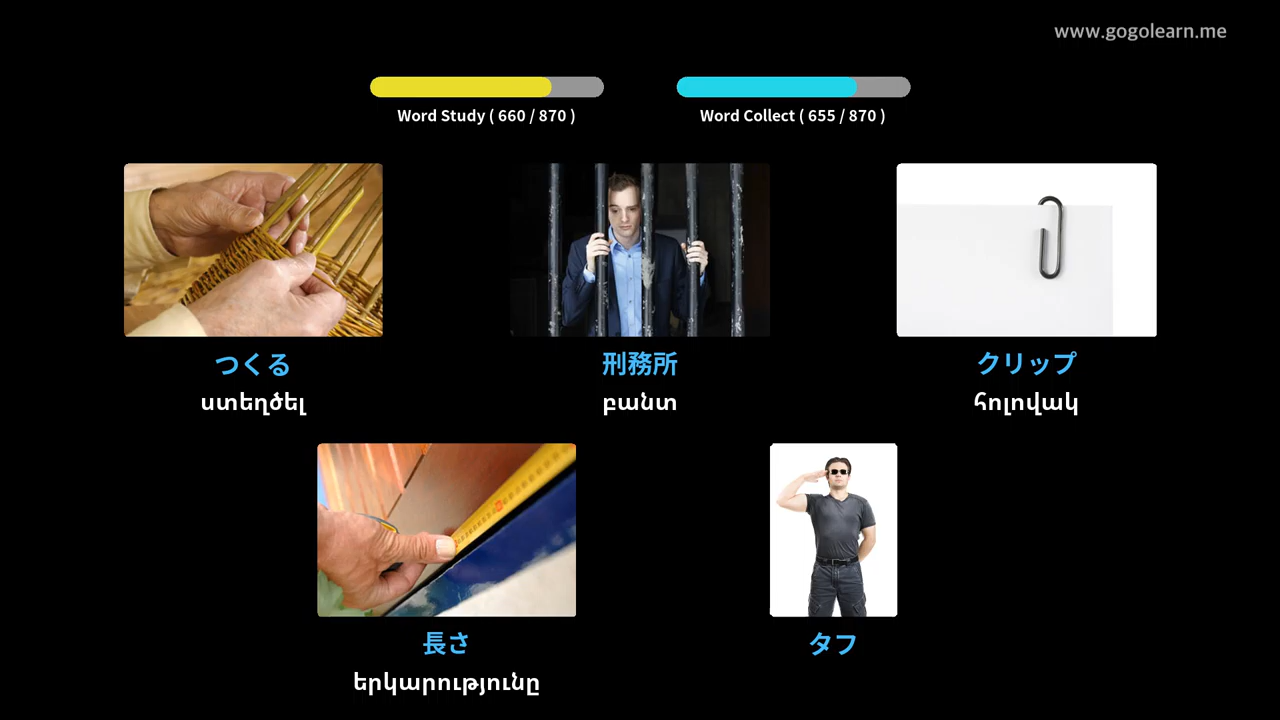 www.gogolearn.me
Word Study ( 660 / 870 )
Word Collect ( 655 / 870 )
つくる
ստեղծել
刑務所
բանտ
クリップ
հոլովակ
長さ
երկարությունը
タフ